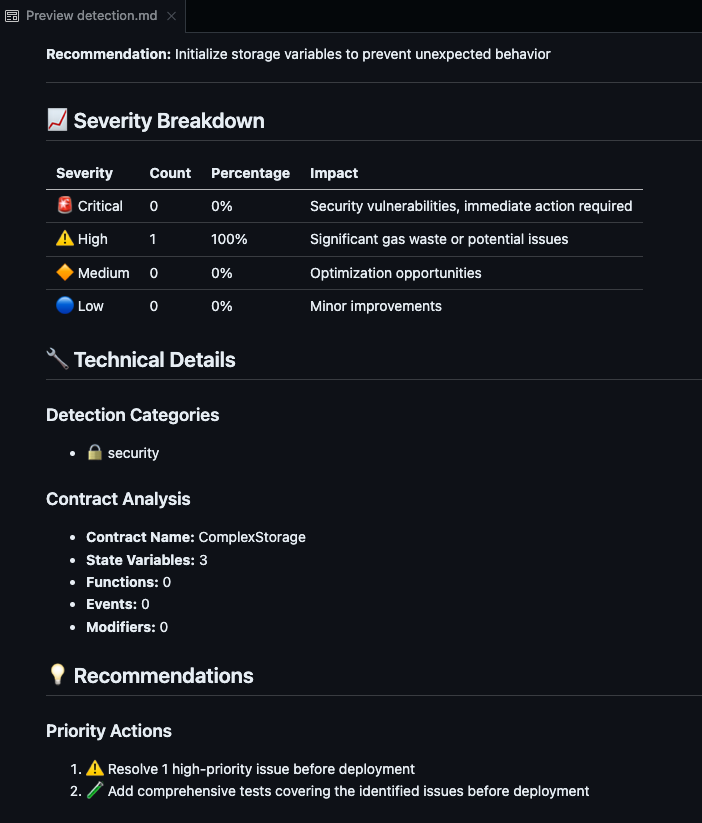 Preview detection.md
Recommendation: Initialize storage variables to prevent unexpected behavior
📈 Severity Breakdown
Severity Count Percentage Impact
🚨 Critical 0 0% Security vulnerabilities, immediate action required
⚠️ High 1 100% Significant gas waste or potential issues
🔶 Medium 0 0% Optimization opportunities
🔵 Low 0 0% Minor improvements
🔧 Technical Details
Detection Categories
• 🔒 security
Contract Analysis
• Contract Name: ComplexStorage
• State Variables: 3
• Functions: 0
• Events: 0
• Modifiers: 0
💡 Recommendations
Priority Actions
1. ⚠️ Resolve 1 high-priority issue before deployment
2. 🧪 Add comprehensive tests covering the identified issues before deployment